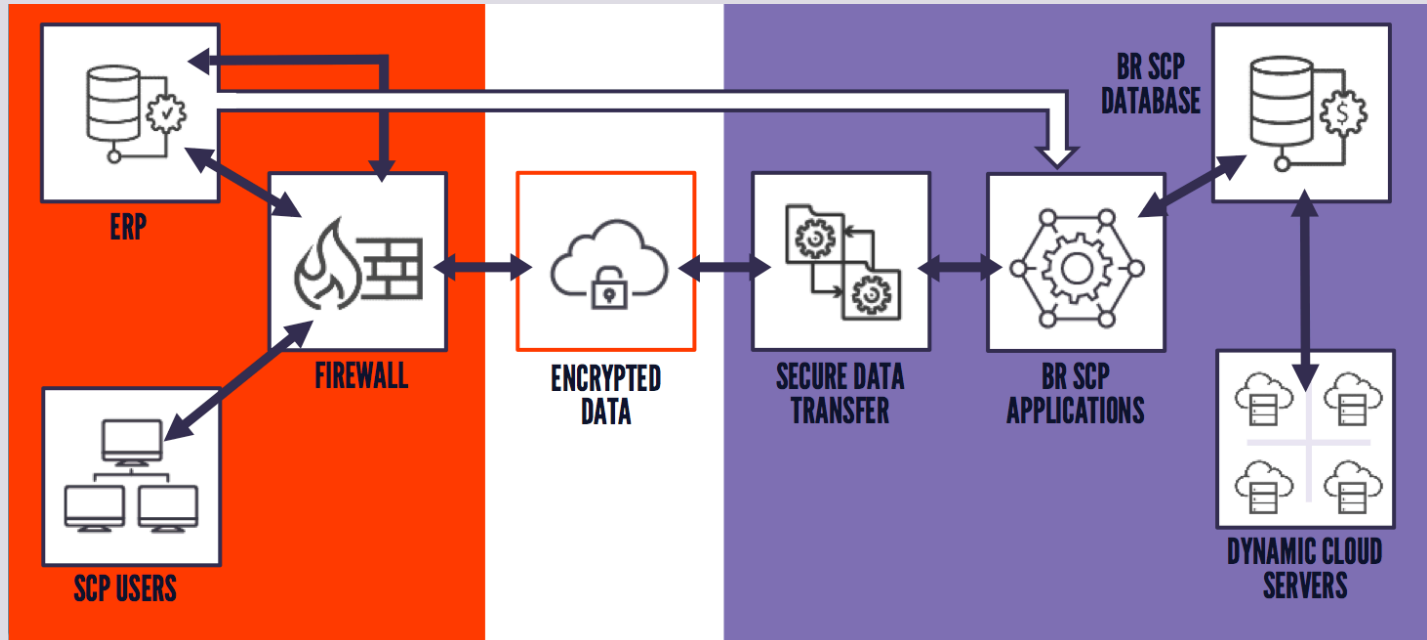 BR SCP
DATABASE
ERP
FIREWALL
ENCRYPTED
DATA
SECURE DATA
TRANSFER
BR SCP
APPLICATIONS
SCP USERS
DYNAMIC CLOUD
SERVERS
$